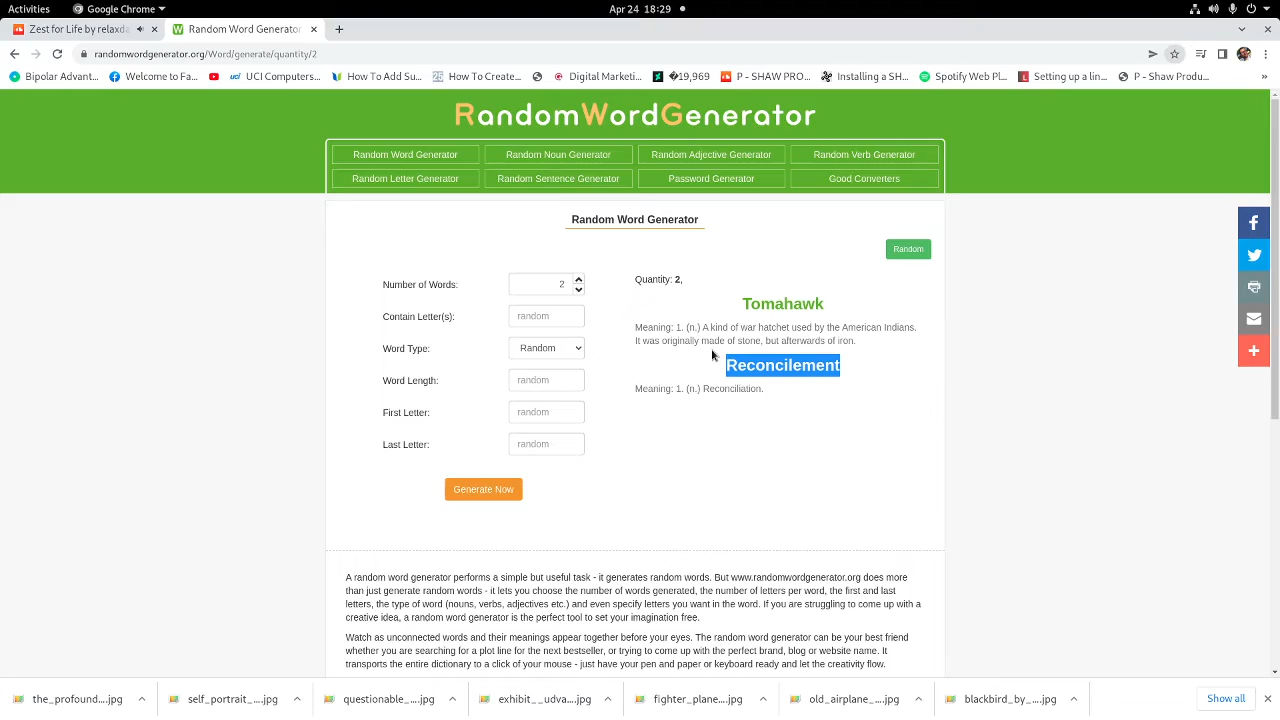 Activities
Google Chrome
Apr 24 18:29
Zest for Life by relaxda
Random Word Generator
randomwordgenerator.org/Word/generate/quantity/2
Bipolar Advant...
Welcome to Fa...
UCI Computers...
How To Add Su...
How To Create...
Digital Marketi...
�19,969
P - SHAW PRO...
Installing a SH...
Spotify Web Pl...
Setting up a lin...
P - Shaw Produ...
»
RandomWordGenerator
Random Word Generator
Random Noun Generator
Random Adjective Generator
Random Verb Generator
Random Letter Generator
Random Sentence Generator
Password Generator
Good Converters
Random Word Generator
Random
Number of Words:
2
Contain Letter(s):
random
Word Type:
Random
Word Length:
random
First Letter:
random
Last Letter:
random
Generate Now
Quantity: 2,
Tomahawk
Meaning: 1. (n.) A kind of war hatchet used by the American Indians.
It was originally made of stone, but afterwards of iron.
Reconcilement
Meaning: 1. (n.) Reconciliation.
A random word generator performs a simple but useful task - it generates random words. But www.randomwordgenerator.org does more
than just generate random words - it lets you choose the number of words generated, the number of letters per word, the first and last
letters, the type of word (nouns, verbs, adjectives etc.) and even specify letters you want in the word. If you are struggling to come up with a
creative idea, a random word generator is the perfect tool to set your imagination free.
Watch as unconnected words and their meanings appear together before your eyes. The random word generator can be your best friend
whether you are searching for a plot line for the next bestseller, or trying to come up with the perfect brand, blog or website name. It
transports the entire dictionary to a click of your mouse - just have your pen and paper or keyboard ready and let the creativity flow.
the_profound....jpg
self_portrait_....jpg
questionable_....jpg
exhibit__udva....jpg
fighter_plane....jpg
old_airplane_....jpg
blackbird_by_....jpg
Show all